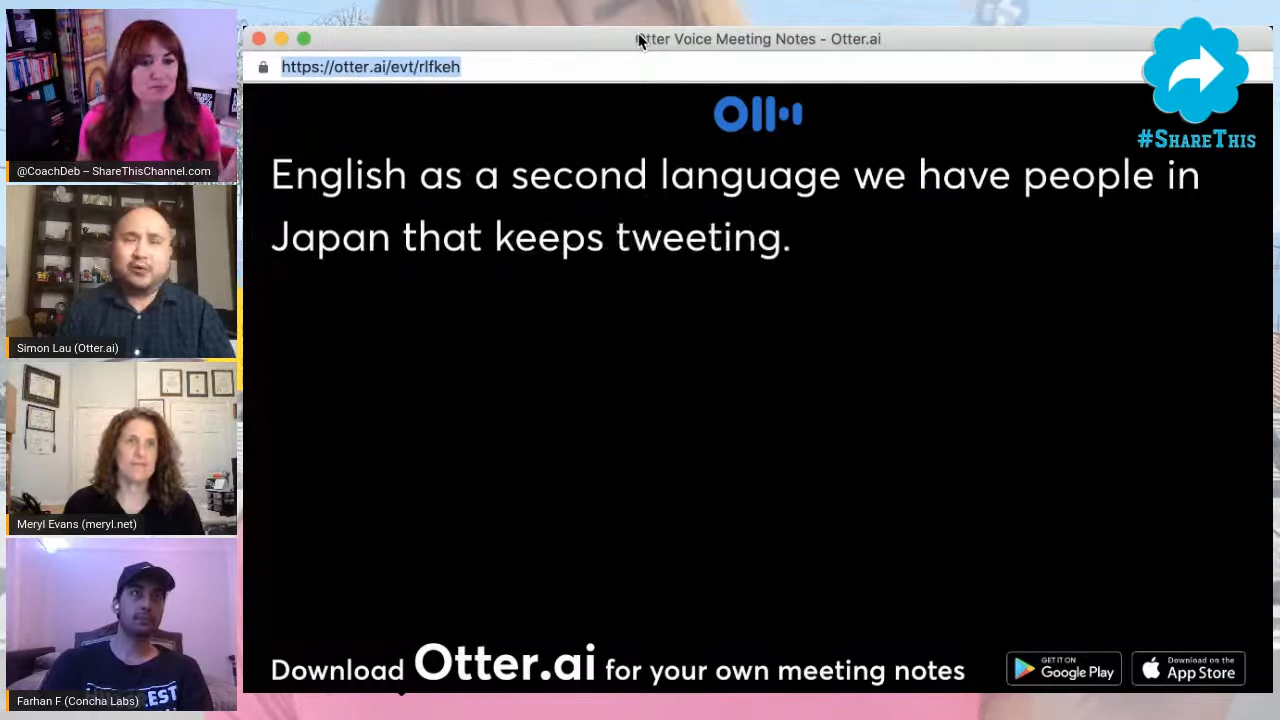 @CoachDeb – ShareThisChannel.com
Simon Lau (Otter.ai)
Meryl Evans (meryl.net)
Farhan F (Concha Labs)
Otter Voice Meeting Notes - Otter.ai
https://otter.ai/evt/rlfkeh
#SHARETHIS
English as a second language we have people in
Japan that keeps tweeting.
Download Otter.ai for your own meeting notes
GET IT ON
Google Play
Download on the
App Store